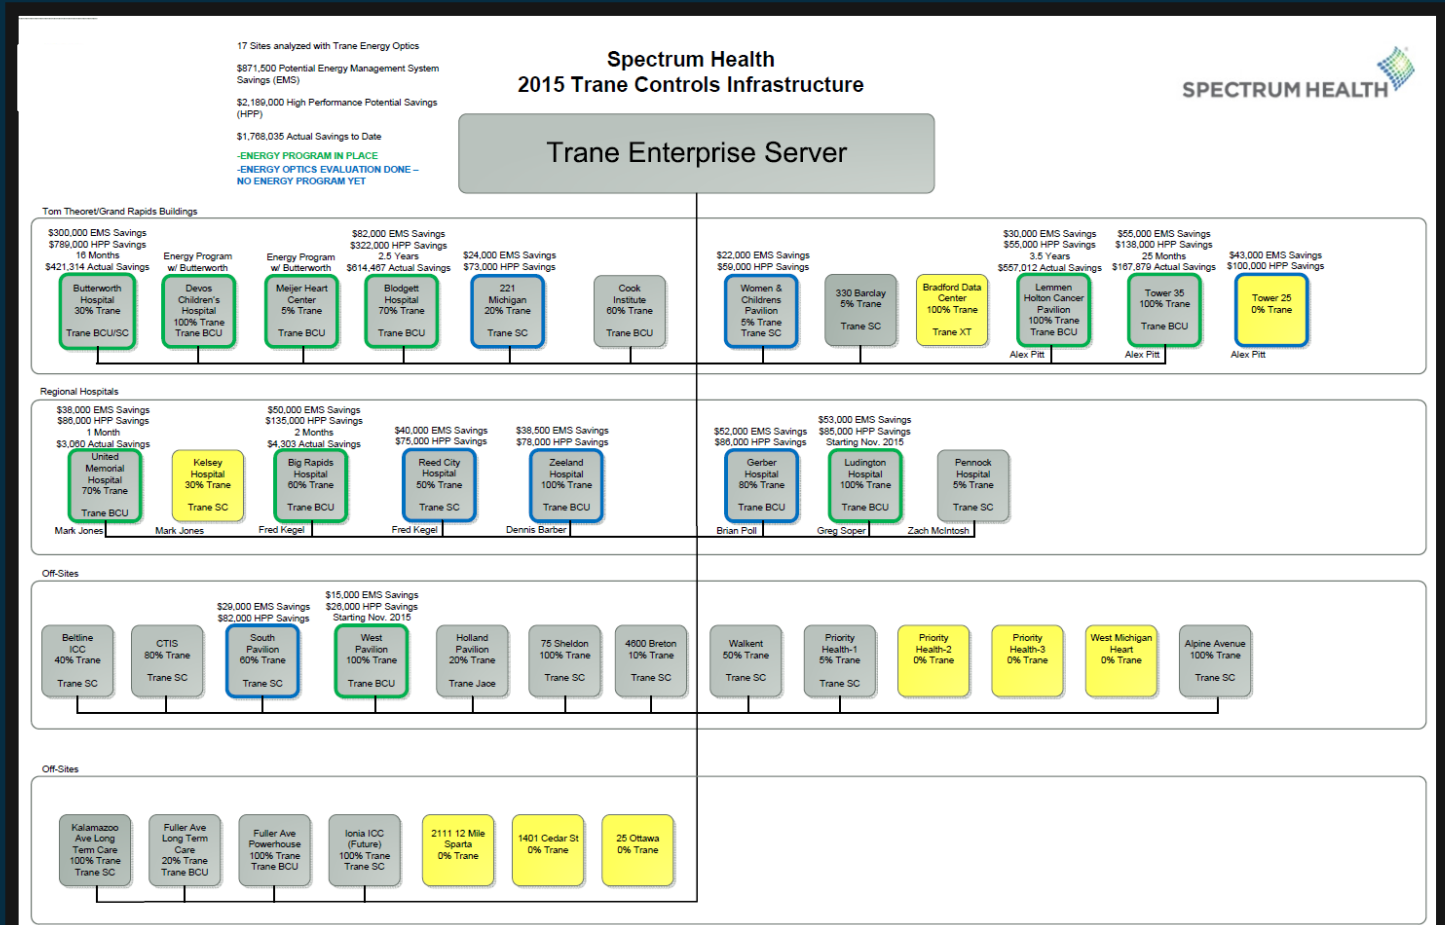 17 Sites analyzed with Trane Energy Optics
$871,500 Potential Energy Management System
Savings (EMS)
$2,189,000 High Performance Potential Savings
(HPP)
$1,768,035 Actual Savings to Date
-ENERGY PROGRAM IN PLACE
-ENERGY OPTICS EVALUATION DONE –
NO ENERGY PROGRAM YET
Spectrum Health
2015 Trane Controls Infrastructure
SPECTRUM HEALTH
Trane Enterprise Server
Tom Theoret/Grand Rapids Buildings
$300,000 EMS Savings
$789,000 HPP Savings
16 Months
$421,314 Actual Savings
Butterworth
Hospital
30% Trane
Trane BCU/SC
Energy Program
w/ Butterworth
Devos
Children's
Hospital
100% Trane
Trane BCU
Energy Program
w/ Butterworth
Meijer Heart
Center
5% Trane
Trane BCU
$82,000 EMS Savings
$322,000 HPP Savings
2.5 Years
$614,467 Actual Savings
Blodgett
Hospital
70% Trane
Trane BCU
$24,000 EMS Savings
$73,000 HPP Savings
221
Michigan
20% Trane
Trane SC
Cook
Institute
60% Trane
Trane BCU
$22,000 EMS Savings
$59,000 HPP Savings
Women &
Childrens
Pavilion
5% Trane
Trane SC
330 Barclay
5% Trane
Trane SC
Bradford Data
Center
100% Trane
Trane XT
$30,000 EMS Savings
$55,000 HPP Savings
3.5 Years
$557,012 Actual Savings
Lemmen
Holton Cancer
Pavilion
100% Trane
Trane BCU
Alex Pitt
$55,000 EMS Savings
$138,000 HPP Savings
25 Months
$167,879 Actual Savings
Tower 35
100% Trane
Trane BCU
Alex Pitt
$43,000 EMS Savings
$100,000 HPP Savings
Tower 25
0% Trane
Alex Pitt
Regional Hospitals
$38,000 EMS Savings
$86,000 HPP Savings
1 Month
$3,060 Actual Savings
United
Memorial
Hospital
70% Trane
Trane BCU
Mark Jones
Kelsey
Hospital
30% Trane
Trane SC
Mark Jones
$50,000 EMS Savings
$135,000 HPP Savings
2 Months
$4,303 Actual Savings
Big Rapids
Hospital
60% Trane
Trane BCU
Fred Kegel
$40,000 EMS Savings
$75,000 HPP Savings
Reed City
Hospital
50% Trane
Trane SC
Fred Kegel
$38,500 EMS Savings
$78,000 HPP Savings
Zeeland
Hospital
100% Trane
Trane BCU
Dennis Barber
$52,000 EMS Savings
$86,000 HPP Savings
Gerber
Hospital
80% Trane
Trane BCU
Brian Poll
$53,000 EMS Savings
$85,000 HPP Savings
Starting Nov. 2015
Ludington
Hospital
100% Trane
Trane BCU
Greg Soper
Pennock
Hospital
5% Trane
Trane SC
Zach McIntosh
Off-Sites
Beltline
ICC
40% Trane
Trane SC
CTIS
80% Trane
Trane SC
$29,000 EMS Savings
$82,000 HPP Savings
South
Pavilion
60% Trane
Trane SC
$15,000 EMS Savings
$26,000 HPP Savings
Starting Nov. 2015
West
Pavilion
100% Trane
Trane BCU
Holland
Pavilion
20% Trane
Trane Jace
75 Sheldon
100% Trane
Trane SC
4600 Breton
10% Trane
Trane SC
Walkent
50% Trane
Trane SC
Priority
Health-1
5% Trane
Trane SC
Priority
Health-2
0% Trane
Priority
Health-3
0% Trane
West Michigan
Heart
0% Trane
Alpine Avenue
100% Trane
Trane SC
Off-Sites
Kalamazoo
Ave Long
Term Care
100% Trane
Trane SC
Fuller Ave
Long Term
Care
20% Trane
Trane BCU
Fuller Ave
Powerhouse
100% Trane
Trane BCU
Ionia ICC
(Future)
100% Trane
Trane SC
2111 12 Mile
Sparta
0% Trane
1401 Cedar St
0% Trane
25 Ottawa
0% Trane